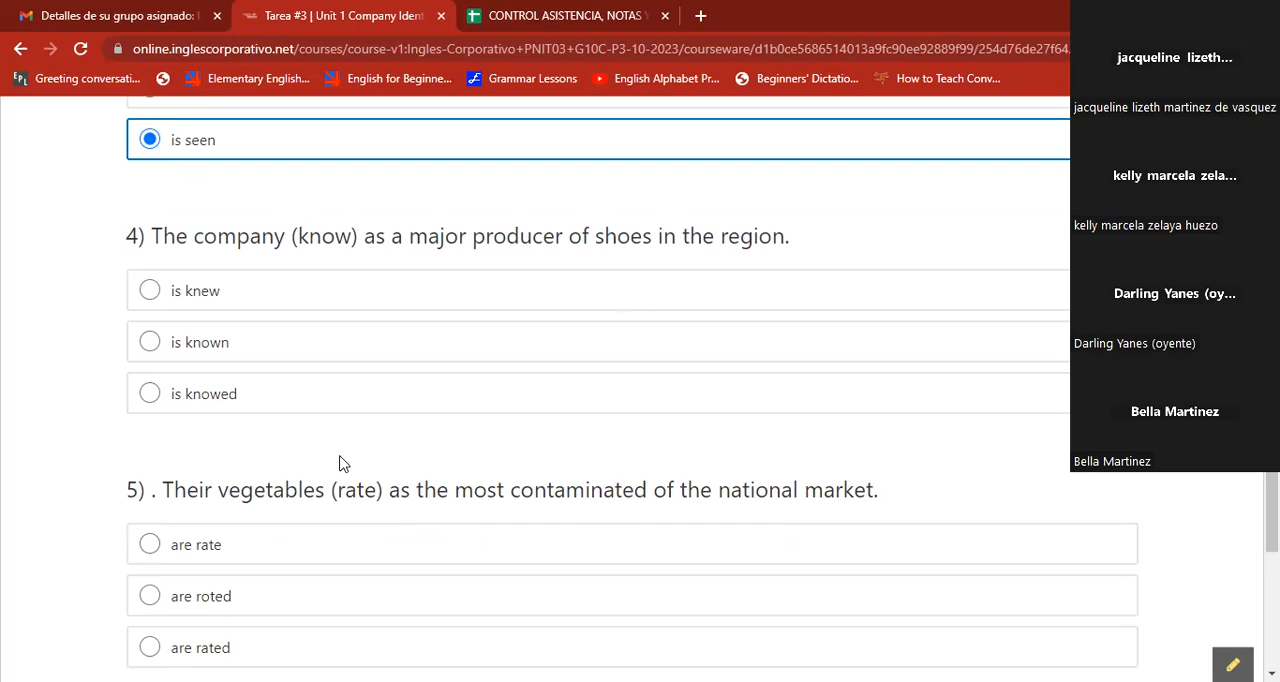 Detalles de su grupo asignado:
Tarea #3 | Unit 1 Company Iden
CONTROL ASISTENCIA, NOTAS
online.inglescorporativo.net/courses/course-v1:Ingles-Corporativo+PNIT03+G10C-P3-10-2023/courseware/d1b0ce5686514013a9fc90ee92889f99/254d76de27f64
Greeting conversati...
Elementary English...
English for Beginne...
Grammar Lessons
English Alphabet Pr...
Beginners' Dictatio...
How to Teach Conv...
is seen
4) The company (know) as a major producer of shoes in the region.
is knew
is known
is knowed
5) . Their vegetables (rate) as the most contaminated of the national market.
are rate
are roted
are rated
jacqueline lizeth...
jacqueline lizeth martinez de vasquez
kelly marcela zela...
kelly marcela zelaya huezo
Darling Yanes (oy...
Darling Yanes (oyente)
Bella Martinez
Bella Martinez